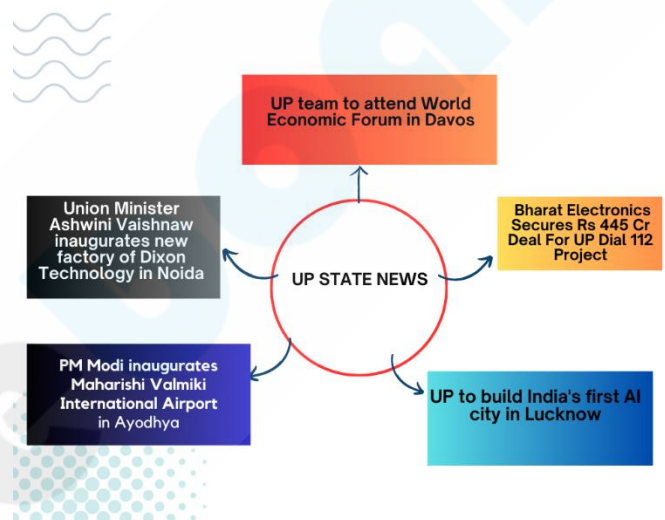 UP team to attend World
Economic Forum in Davos
Union Minister
Ashwini Vaishnaw
inaugurates new
factory of Dixon
Technology in Noida
Bharat Electronics
Secures Rs 445 Cr
Deal For UP Dial 112
Project
UP STATE NEWS
PM Modi inaugurates
Maharishi Valmiki
International Airport
in Ayodhya
UP to build India's first AI
city in Lucknow